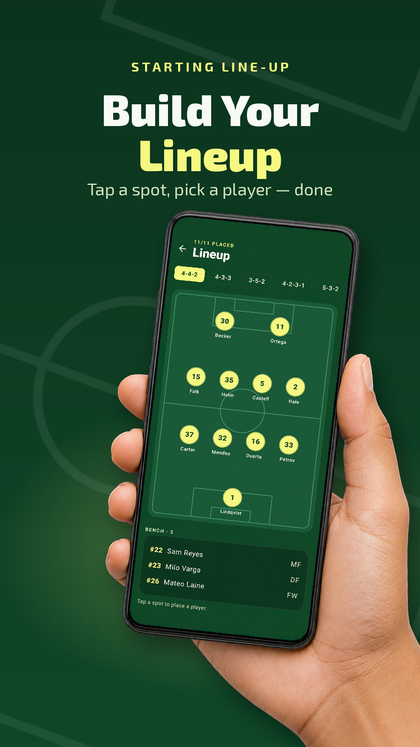 STARTING LINE-UP
Build Your
Lineup
Tap a spot, pick a player — done
11/11 PLACED
Lineup
4-4-2 4-3-3 3-5-2 4-2-3-1 5-3-2
30 11
Becker Ortega
15 35 5 2
Falk Holm Castell Hale
37 32 16 33
Carter Mendes Duarte Petrov
1
Lindqvist
BENCH · 3
#22 Sam Reyes MF
#23 Milo Varga DF
#26 Mateo Laine FW
Tap a spot to place a player.